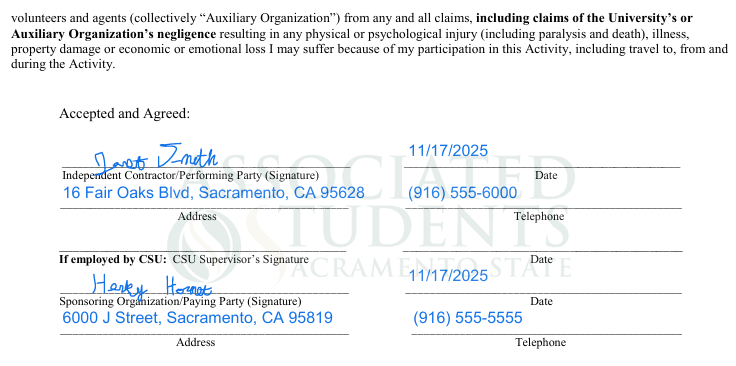 volunteers and agents (collectively “Auxiliary Organization”) from any and all claims, including claims of the University’s or
Auxiliary Organization’s negligence resulting in any physical or psychological injury (including paralysis and death), illness,
property damage or economic or emotional loss I may suffer because of my participation in this Activity, including travel to, from and
during the Activity.
Accepted and Agreed:
Janet Smith 11/17/2025
Independent Contractor/Performing Party (Signature) Date
16 Fair Oaks Blvd, Sacramento, CA 95628 (916) 555-6000
Address Telephone
If employed by CSU: CSU Supervisor’s Signature Date
Herky Hornet 11/17/2025
Sponsoring Organization/Paying Party (Signature) Date
6000 J Street, Sacramento, CA 95819 (916) 555-5555
Address Telephone
ASSOCIATED
STUDENTS
SACRAMENTO STATE